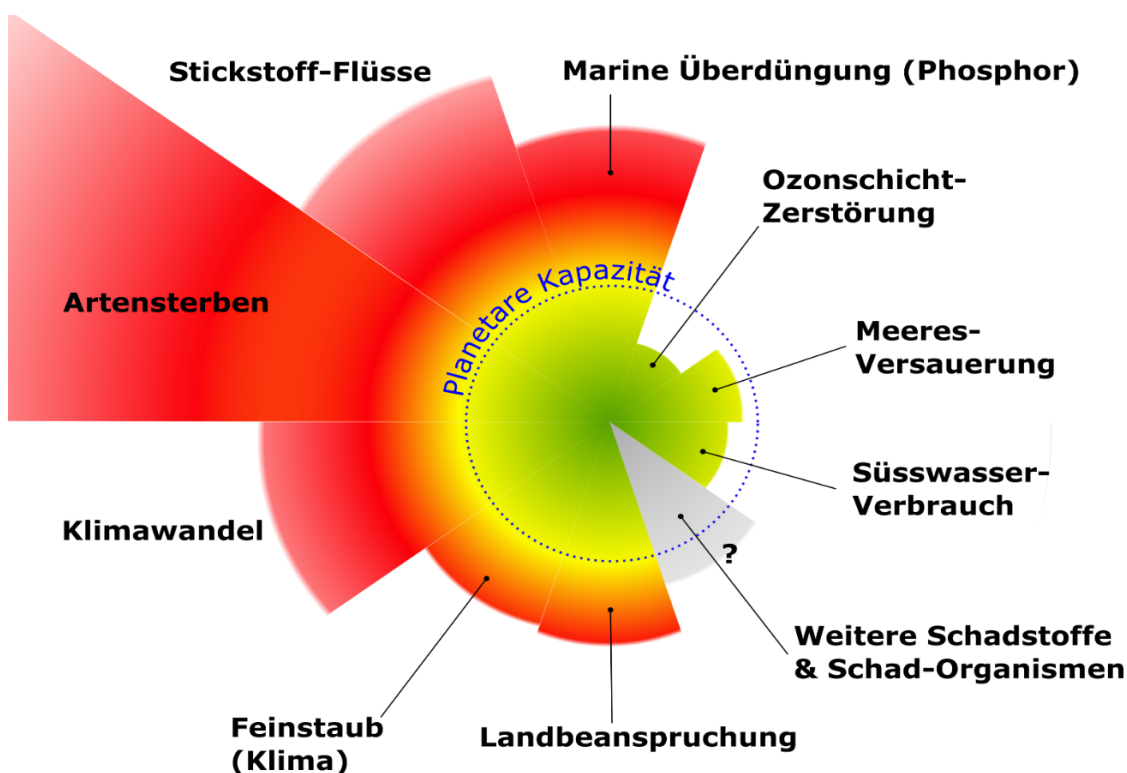 Stickstoff-Flüsse
Marine Überdüngung (Phosphor)
Ozonschicht-
Zerstörung
Planetare Kapazität
Artensterben
Meeres-
Versauerung
Süsswasser-
Verbrauch
Klimawandel
?
Weitere Schadstoffe
& Schad-Organismen
Feinstaub
(Klima)
Landbeanspruchung